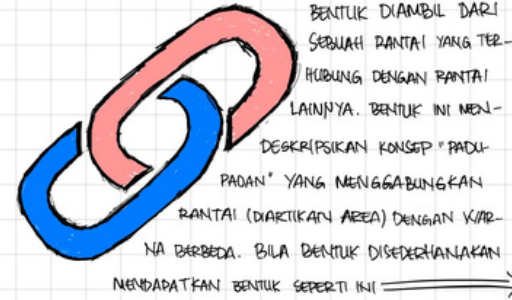 BENTUK DIAMBIL DARI
SEBUAH RANTAI YANG TER-
HUBUNG DENGAN RANTAI
LAINNYA. BENTUK INI MEN-
DESKRIPSIKAN KONSEP "PADU-
PADAN" YANG MENGGABUNGKAN
RANTAI (DIARTIKAN AREA) DENGAN WAR-
NA BERBEDA. BILA BENTUK DISEDERHANAKAN
MENDAPATKAN BENTUK SEPERTI INI